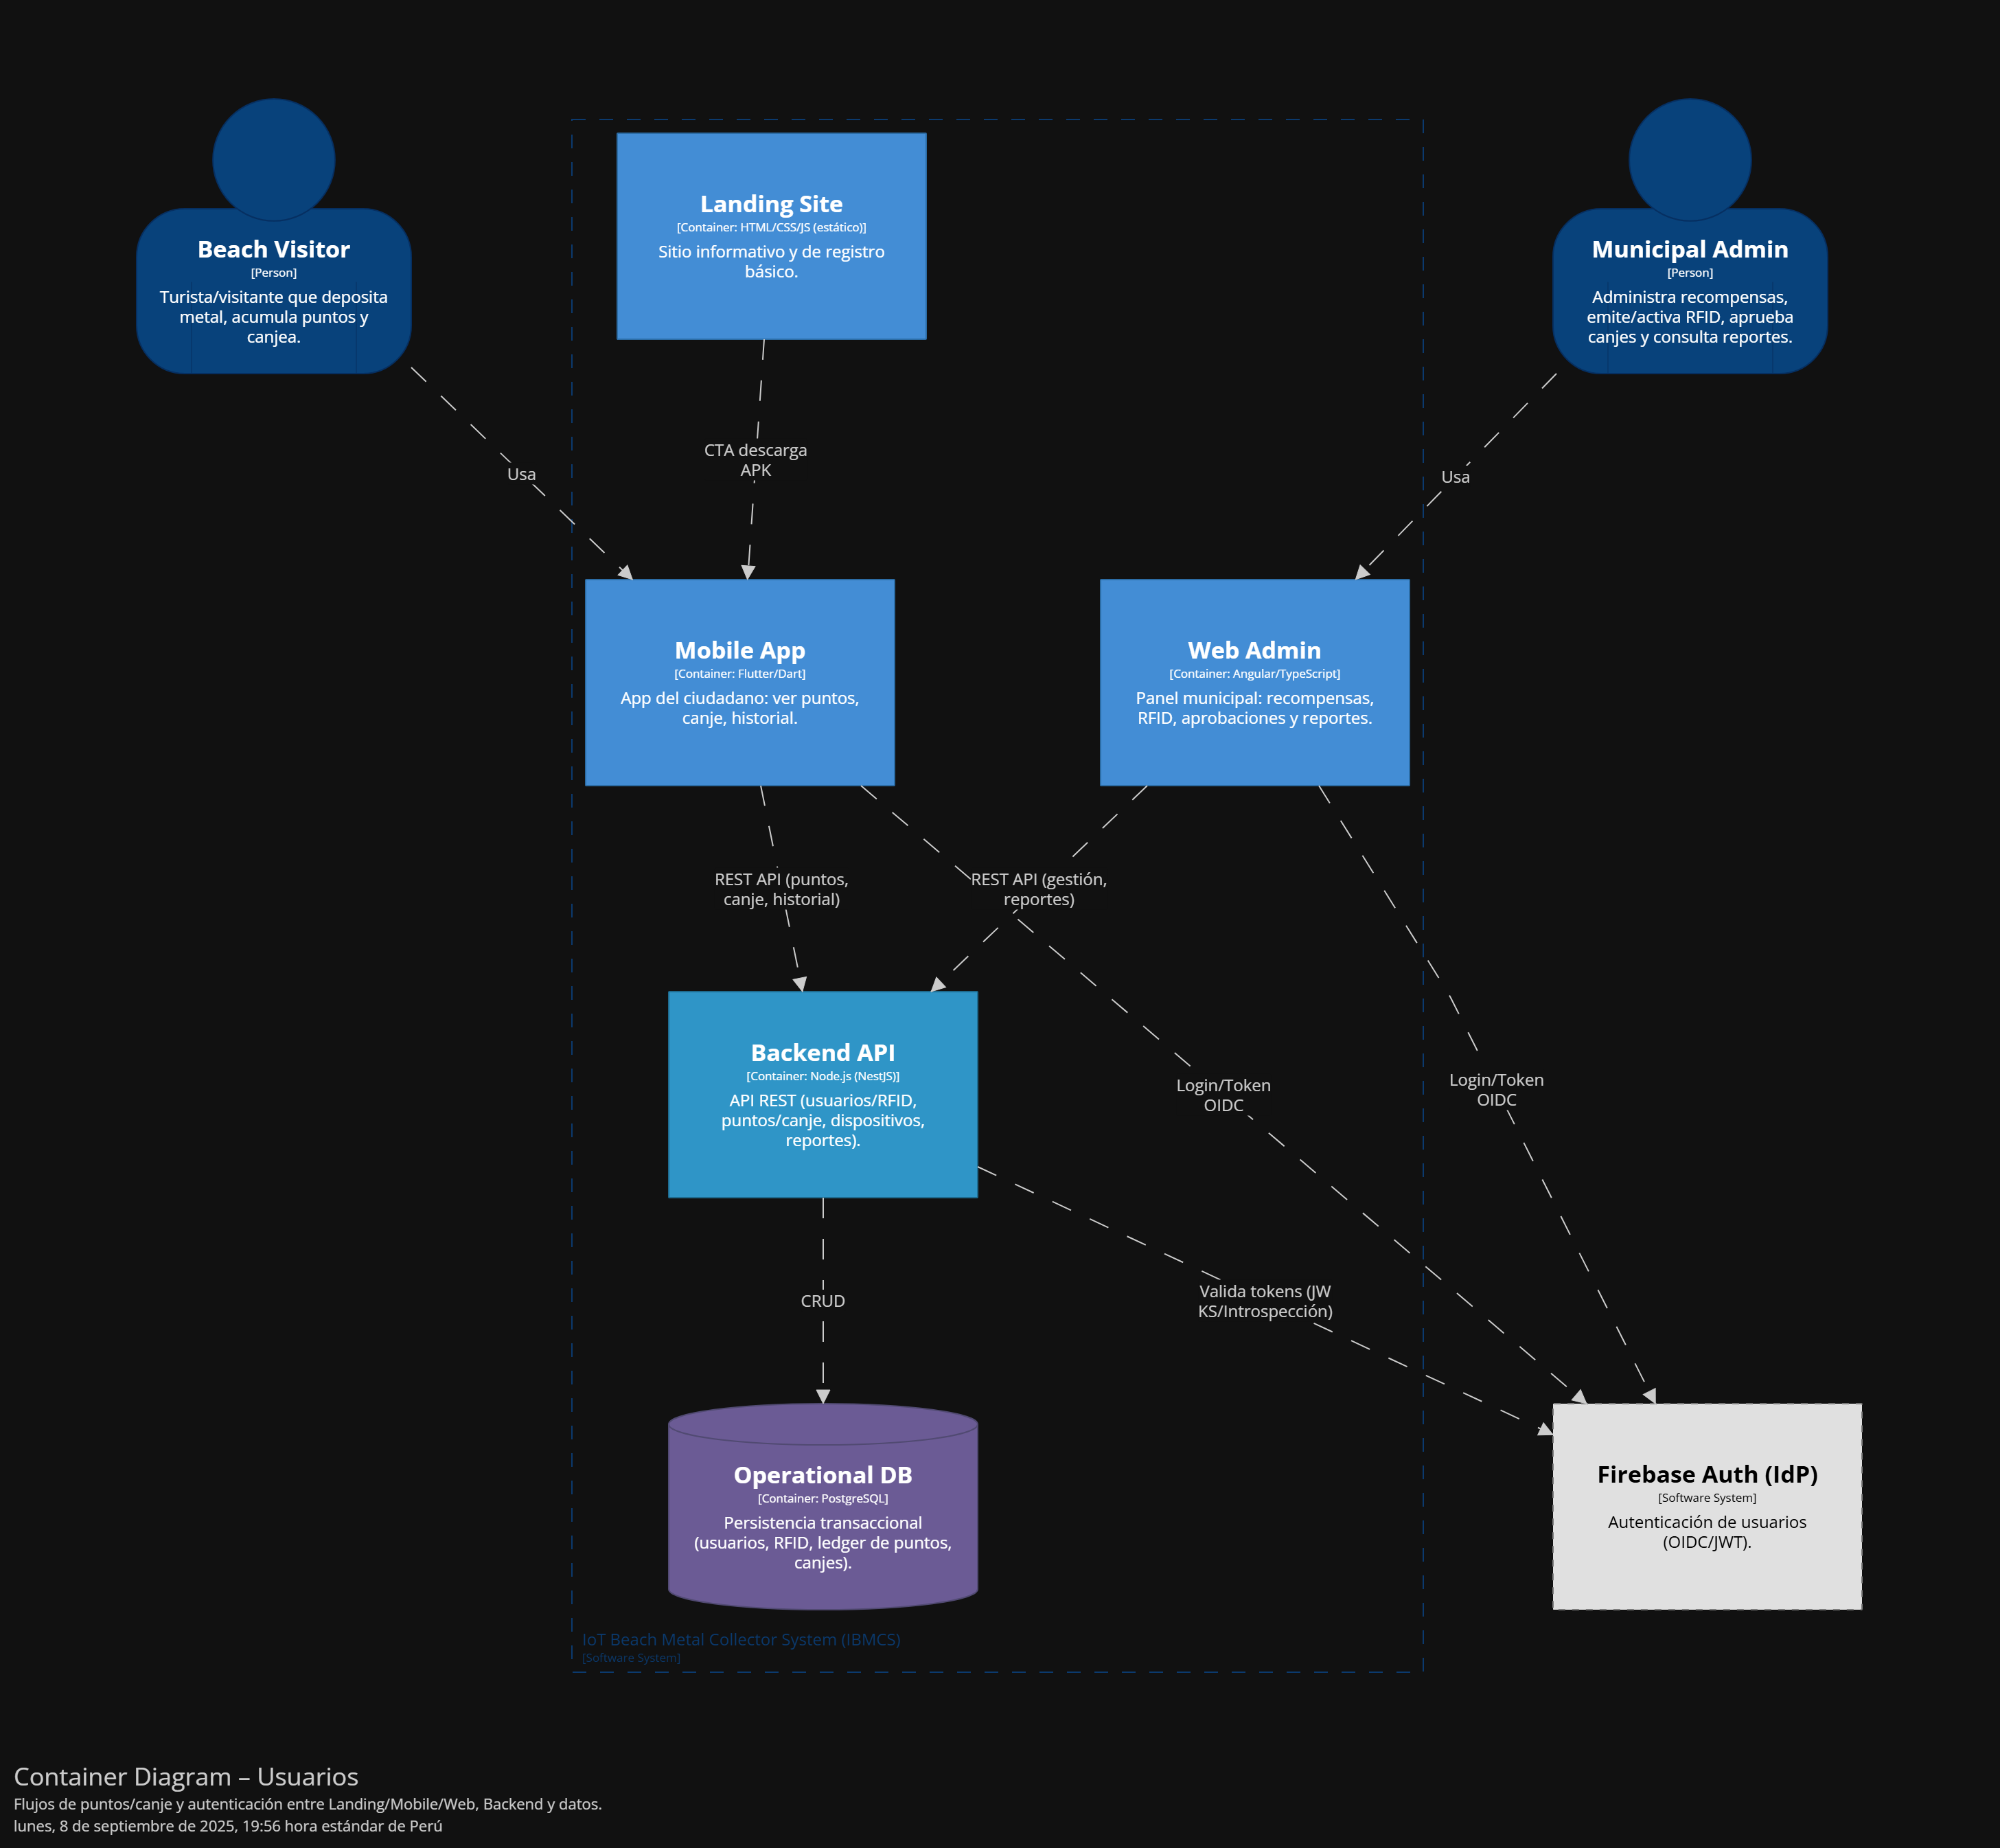 Landing Site
[Container: HTML/CSS/JS (estático)]
Sitio informativo y de registro
básico.
Beach Visitor
[Person]
Turista/visitante que deposita
metal, acumula puntos y
canjea.
Municipal Admin
[Person]
Administra recompensas,
emite/activa RFID, aprueba
canjes y consulta reportes.
CTA descarga
APK
Usa
Usa
Mobile App
[Container: Flutter/Dart]
App del ciudadano: ver puntos,
canje, historial.
Web Admin
[Container: Angular/TypeScript]
Panel municipal: recompensas,
RFID, aprobaciones y reportes.
REST API (puntos,
canje, historial)
REST API (gestión,
reportes)
Backend API
[Container: Node.js (NestJS)]
API REST (usuarios/RFID,
puntos/canje, dispositivos,
reportes).
Login/Token
OIDC
Login/Token
OIDC
CRUD
Valida tokens (JW
KS/Introspección)
Operational DB
[Container: PostgreSQL]
Persistencia transaccional
(usuarios, RFID, ledger de puntos,
canjes).
Firebase Auth (IdP)
[Software System]
Autenticación de usuarios
(OIDC/JWT).
IoT Beach Metal Collector System (IBMCS)
[Software System]
Container Diagram – Usuarios
Flujos de puntos/canje y autenticación entre Landing/Mobile/Web, Backend y datos.
lunes, 8 de septiembre de 2025, 19:56 hora estándar de Perú